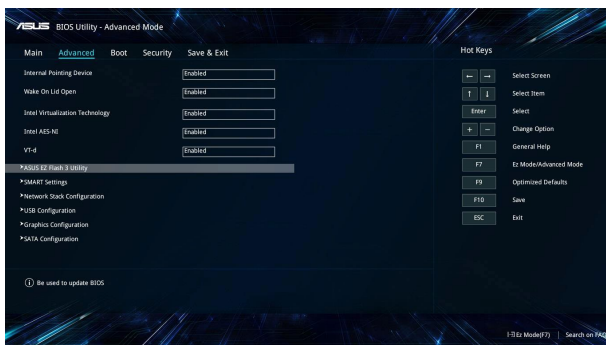 ASUS BIOS Utility - Advanced Mode
Main Advanced Boot Security Save & Exit
Internal Pointing Device Enabled
Wake On Lid Open Enabled
Intel Virtualization Technology Enabled
Intel AES-NI Enabled
VT-d Enabled
ASUS EZ Flash 3 Utility
SMART Settings
Network Stack Configuration
USB Configuration
Graphics Configuration
SATA Configuration
Be used to update BIOS
Hot Keys
← → Select Screen
↑ ↓ Select Item
Enter Select
+ − Change Option
F1 General Help
F7 Ez Mode/Advanced Mode
F9 Optimized Defaults
F10 Save
ESC Exit
Ez Mode(F7) | Search on FAQ